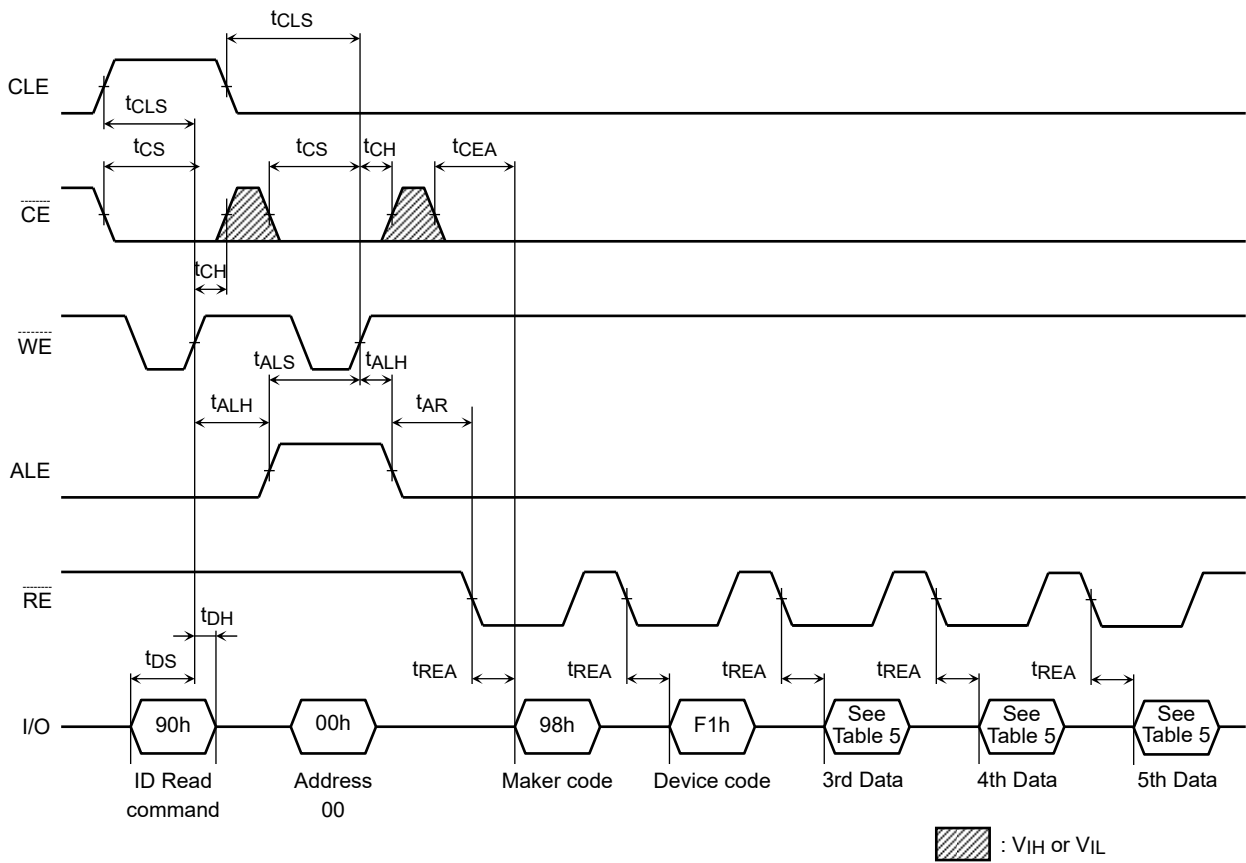 tCLS
CLE
tCLS
tCS
tCS
tCH
tCEA
CE
tCH
WE
tALS
tALH
tALH
tAR
ALE
RE
tDH
tDS
tREA
tREA
tREA
tREA
tREA
I/O
90h
00h
98h
F1h
See
Table 5
See
Table 5
See
Table 5
ID Read
command
Address
00
Maker code
Device code
3rd Data
4th Data
5th Data
: VIH or VIL